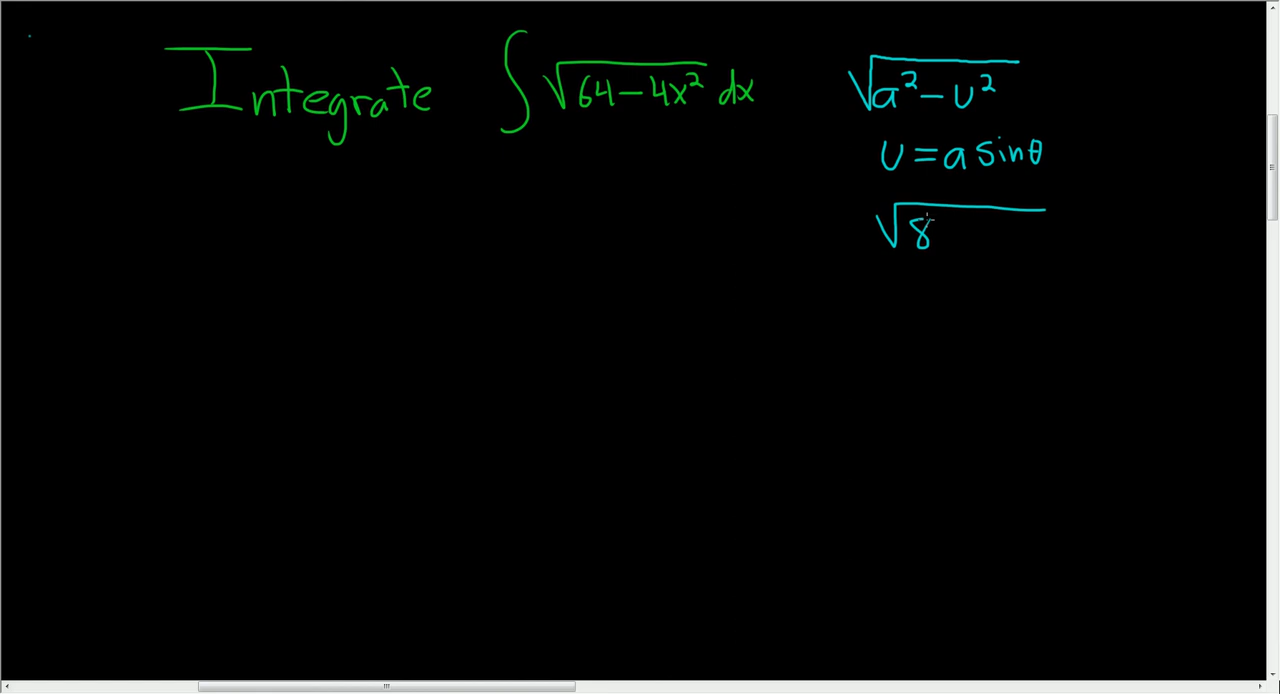 Integrate ∫√(64−4x²) dx
√(a²−u²)
u = a sinθ
√8